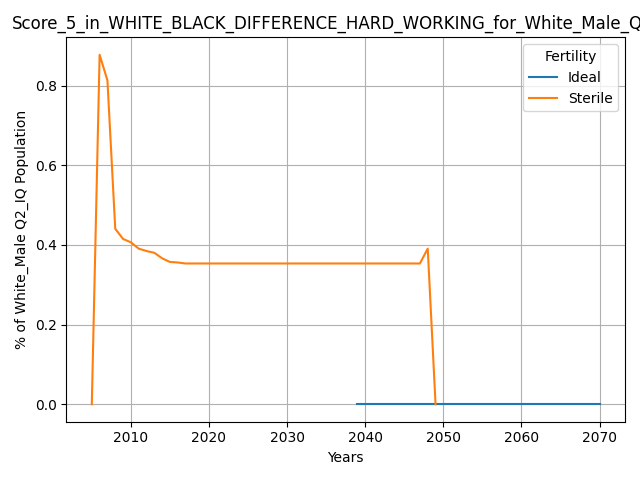 Score_5_in_WHITE_BLACK_DIFFERENCE_HARD_WORKING_for_White_Male_Q
% of White_Male Q2_IQ Population
0.8
0.6
0.4
0.2
0.0
Fertility
Ideal
Sterile
2010 2020 2030 2040 2050 2060 2070
Years